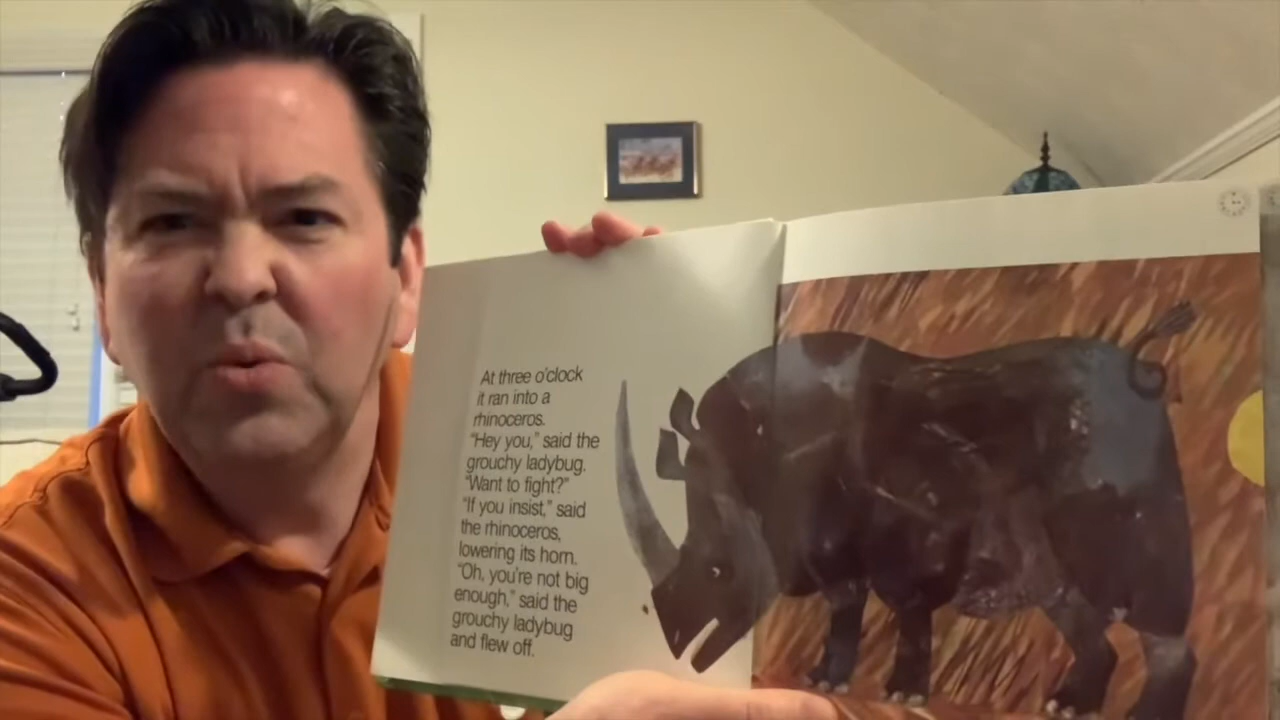 At three o'clock
it ran into a
rhinoceros.
"Hey you," said the
grouchy ladybug.
"Want to fight?"
"If you insist," said
the rhinoceros,
lowering its horn.
"Oh, you're not big
enough," said the
grouchy ladybug
and flew off.